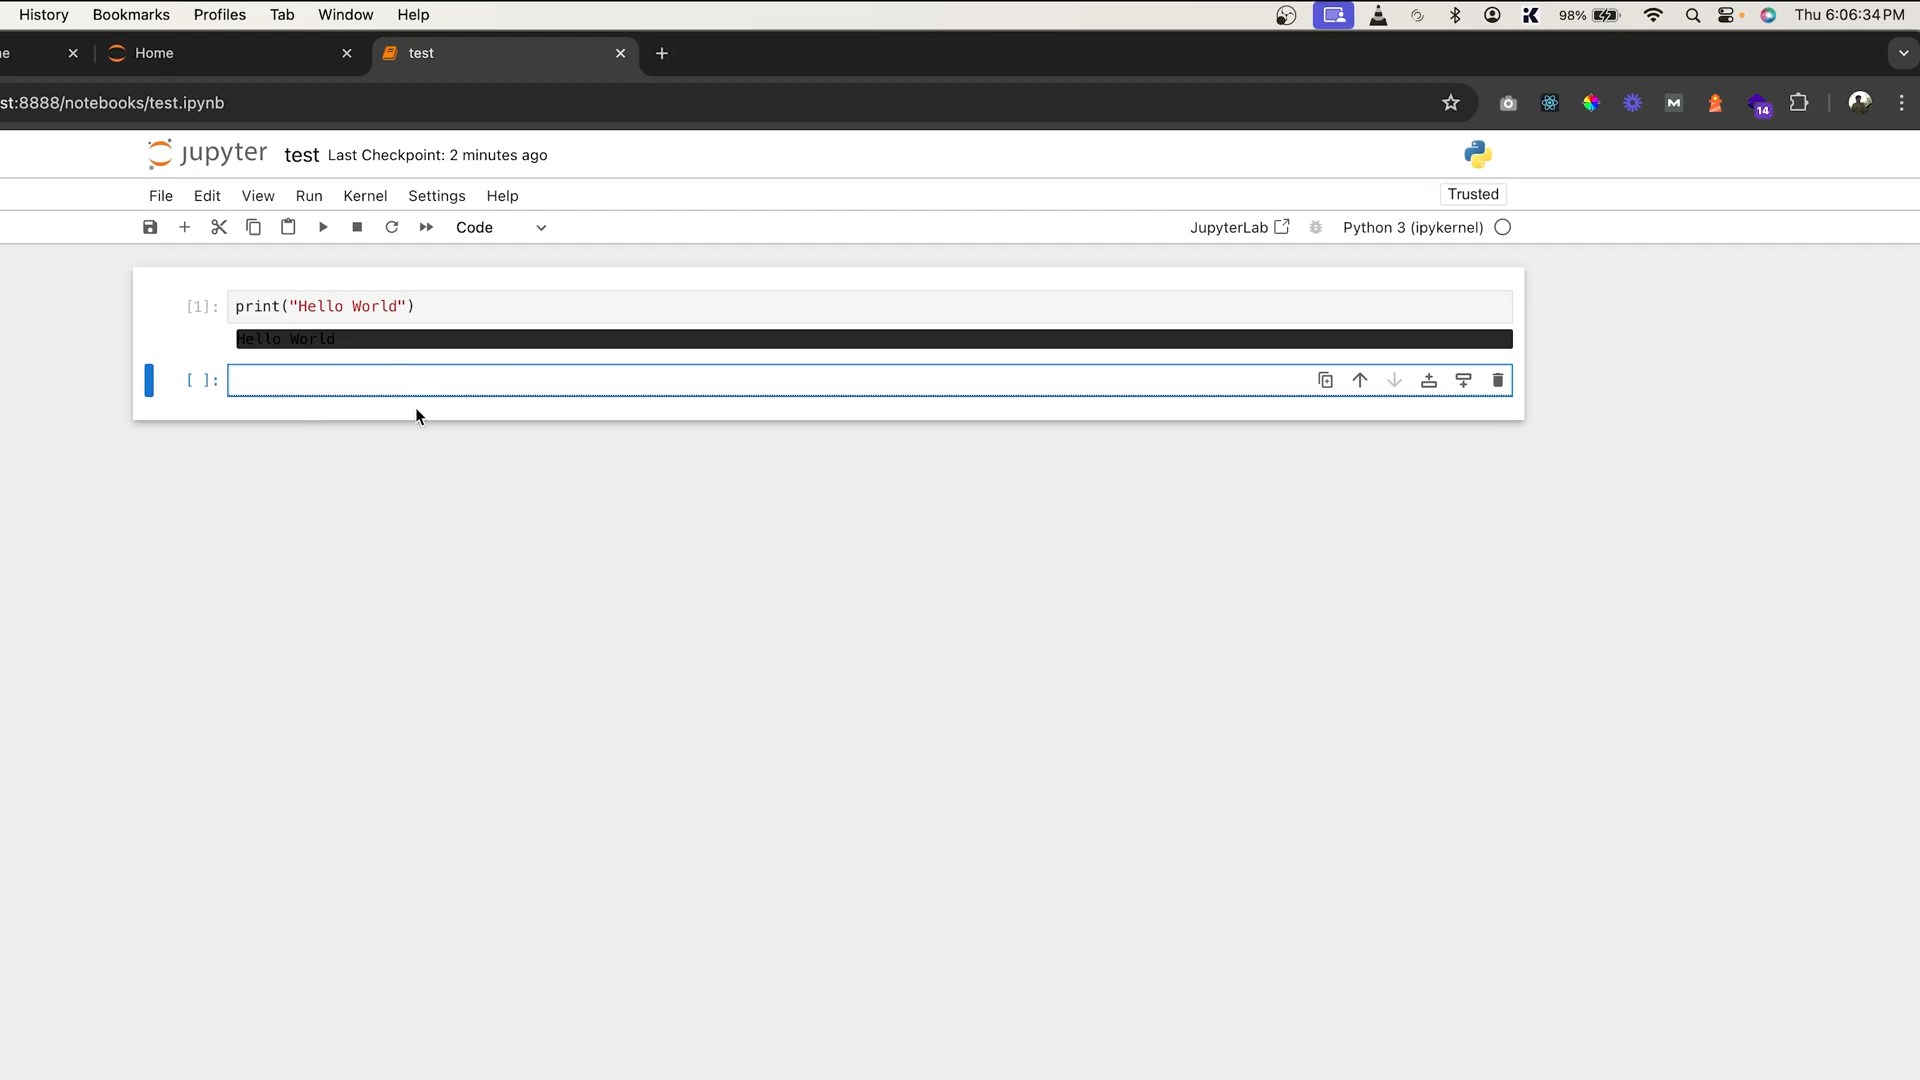 History Bookmarks Profiles Tab Window Help 98% Thu 6:06:34 PM
e Home test
st:8888/notebooks/test.ipynb 14
jupyter test Last Checkpoint: 2 minutes ago
File Edit View Run Kernel Settings Help Trusted
Code JupyterLab Python 3 (ipykernel)
[1]: print("Hello World")
Hello World
[ ]: